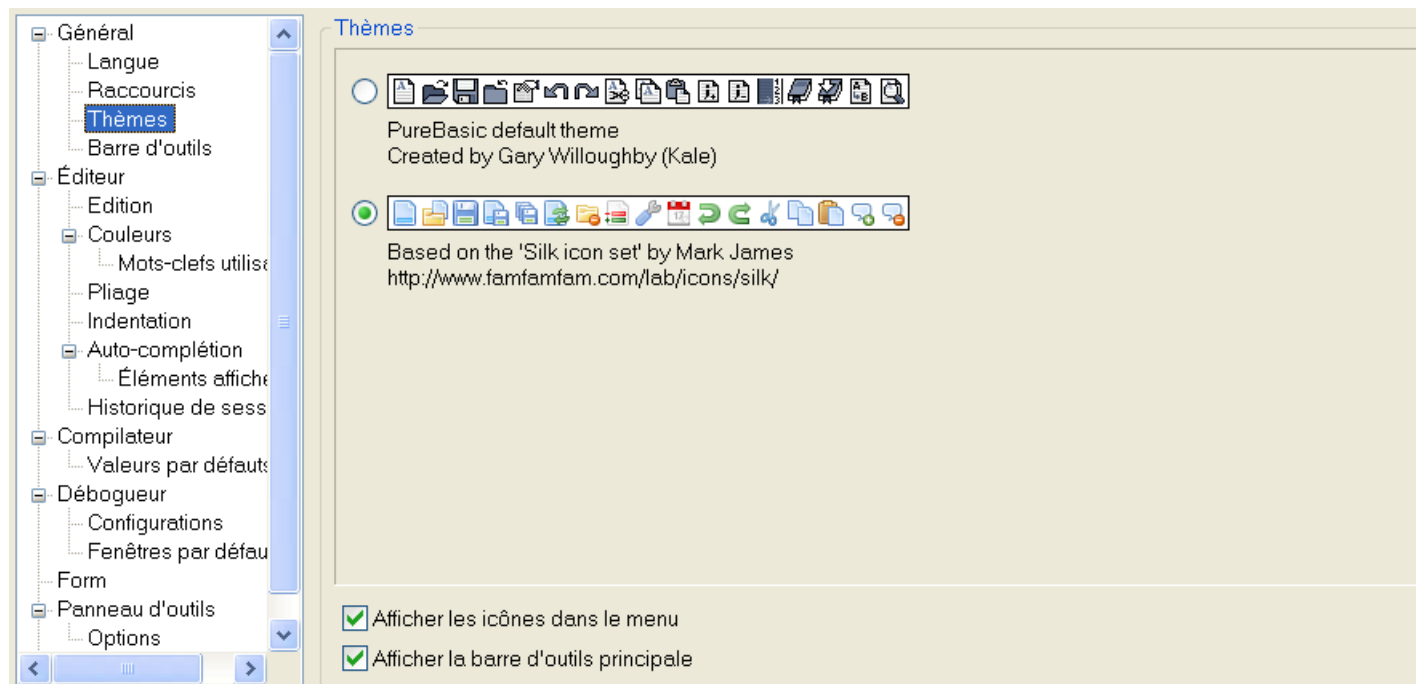 Général
Langue
Raccourcis
Thèmes
Barre d'outils
Éditeur
Edition
Couleurs
Mots-clefs utilisa
Pliage
Indentation
Auto-complétion
Éléments affiche
Historique de sess
Compilateur
Valeurs par défauts
Débogueur
Configurations
Fenêtres par défau
Form
Panneau d'outils
Options
Thèmes
PureBasic default theme
Created by Gary Willoughby (Kale)
Based on the 'Silk icon set' by Mark James
http://www.famfamfam.com/lab/icons/silk/
Afficher les icônes dans le menu
Afficher la barre d'outils principale